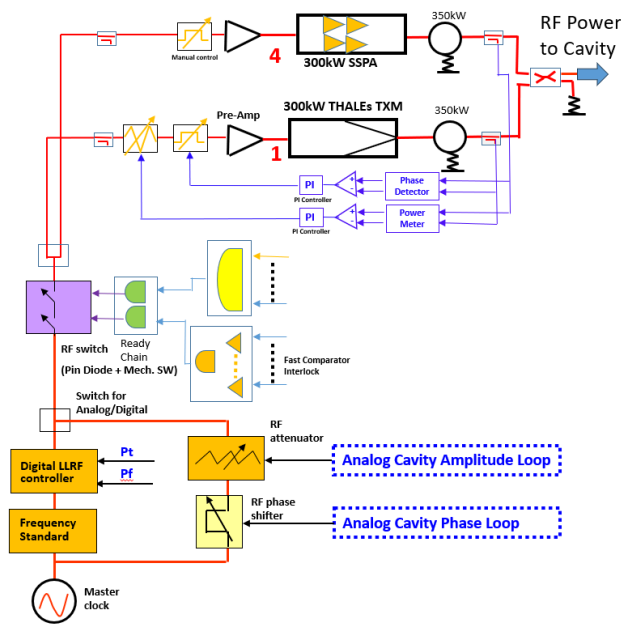 350kW
RF Power
to Cavity
Manual control
4
300kW SSPA
Pre-Amp
300kW THALEs TXM
350kW
1
PI
PI Controller
+
-
Phase
Detector
PI
PI Controller
+
-
Power
Meter
RF switch
(Pin Diode + Mech. SW)
Ready
Chain
Fast Comparator
Interlock
Switch for
Analog/Digital
RF
attenuator
Pt
Digital LLRF
controller
Pf
Analog Cavity Amplitude Loop
RF phase
shifter
Frequency
Standard
Analog Cavity Phase Loop
Master
clock